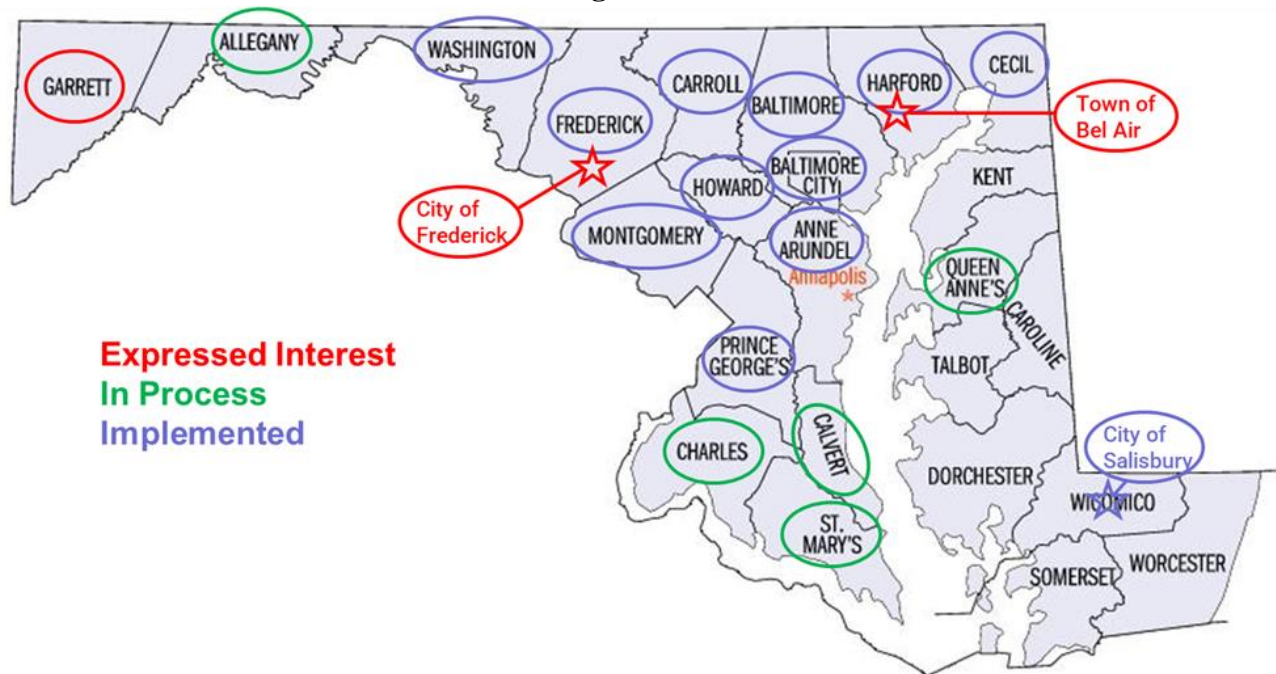 ALLEGANY
WASHINGTON
GARRETT
CARROLL
HARFORD
CECIL
BALTIMORE
FREDERICK
Town of
Bel Air
BALTIMORE
CITY
HOWARD
KENT
City of
Frederick
MONTGOMERY
ANNE
ARUNDEL
Annapolis
QUEEN
ANNE'S
CAROLINE
Expressed Interest
In Process
Implemented
PRINCE
GEORGE'S
TALBOT
CHARLES
CALVERT
City of
Salisbury
DORCHESTER
WICOMICO
ST.
MARY'S
SOMERSET
WORCESTER